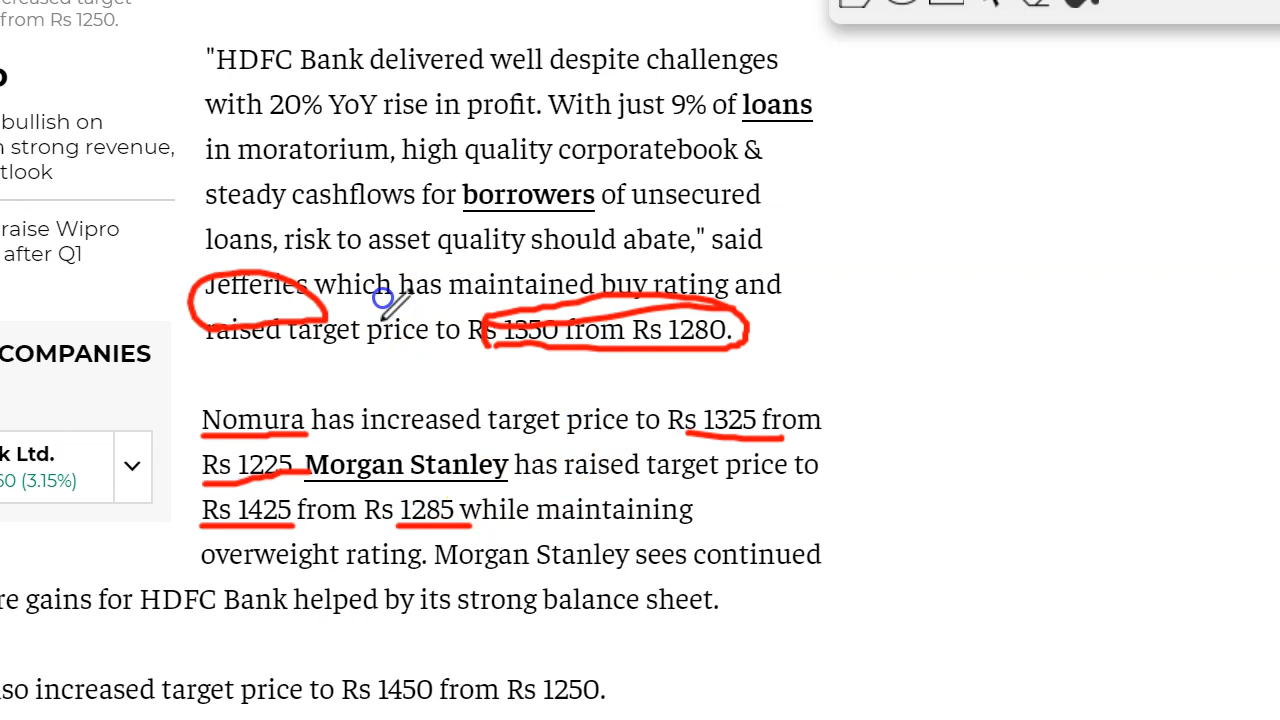 from Rs 1250.
bullish on
strong revenue,
raise Wipro
after Q1
COMPANIES
Ltd.
(3.15%)
"HDFC Bank delivered well despite challenges
with 20% YoY rise in profit. With just 9% of loans
in moratorium, high quality corporatebook &
steady cashflows for borrowers of unsecured
loans, risk to asset quality should abate," said
Jefferies which has maintained buy rating and
raised target price to Rs 1350 from Rs 1280.
Nomura has increased target price to Rs 1325 from
Rs 1225. Morgan Stanley has raised target price to
Rs 1425 from Rs 1285 while maintaining
overweight rating. Morgan Stanley sees continued
gains for HDFC Bank helped by its strong balance sheet.
increased target price to Rs 1450 from Rs 1250.